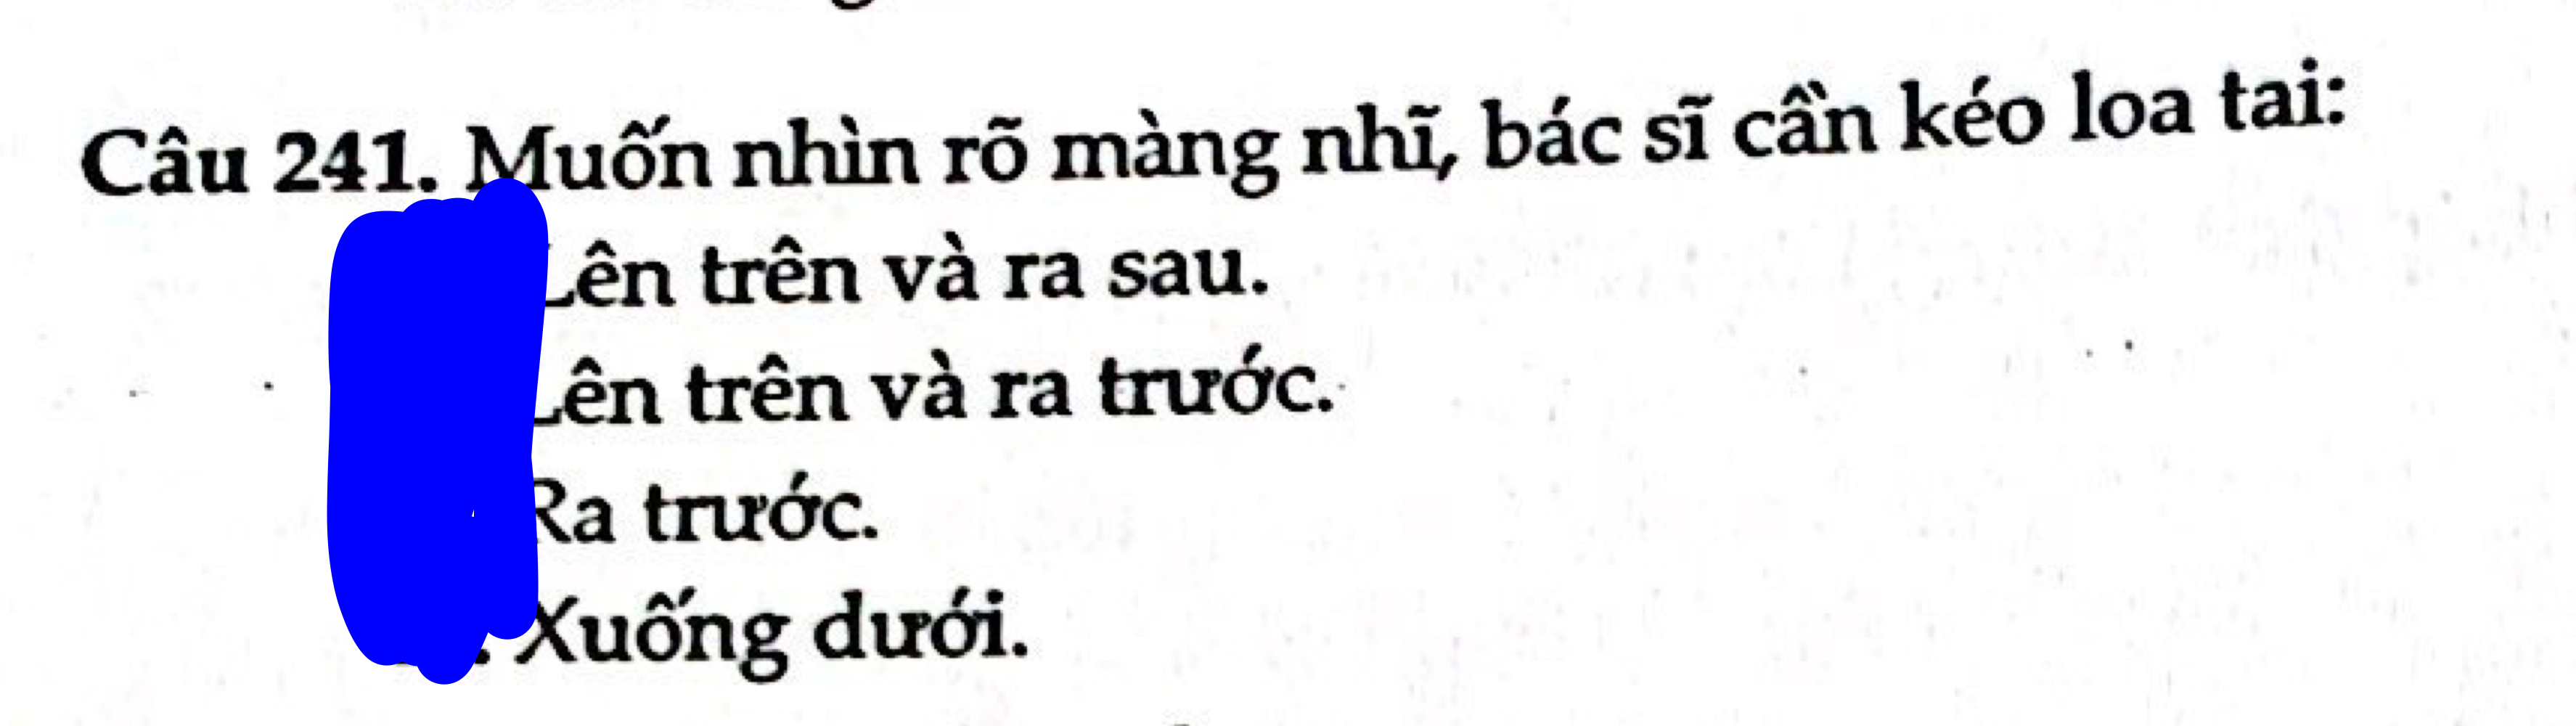 Câu 241. Muốn nhìn rõ màng nhĩ, bác sĩ cần kéo loa tai:
Lên trên và ra sau.
Lên trên và ra trước.
Ra trước.
Xuống dưới.